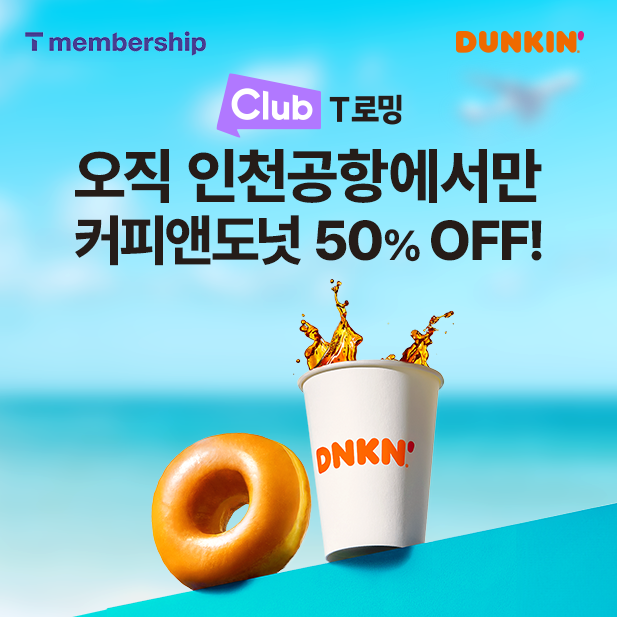 T membership
DUNKIN'
Club T로밍
오직 인천공항에서만
커피앤도넛 50% OFF!
DNKN'